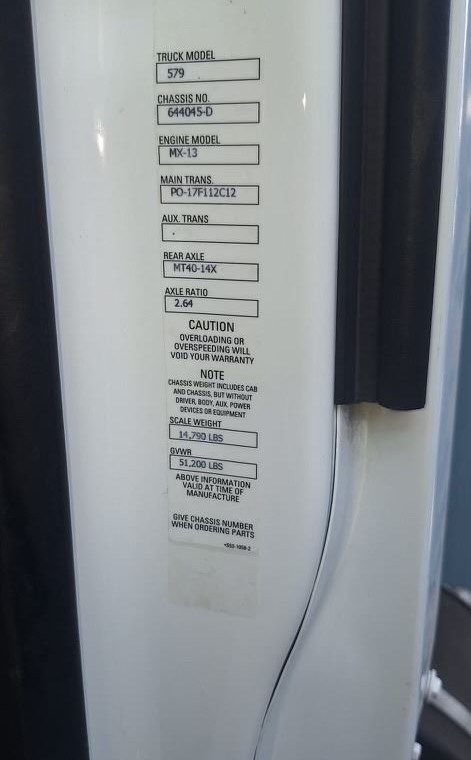 TRUCK MODEL
579
CHASSIS NO.
644045-D
ENGINE MODEL
MX-13
MAIN TRANS.
PO-17F112C12
AUX. TRANS
.
REAR AXLE
MT40-14X
AXLE RATIO
2.64
CAUTION
OVERLOADING OR
OVERSPEEDING WILL
VOID YOUR WARRANTY
NOTE
CHASSIS WEIGHT INCLUDES CAB
AND CHASSIS, BUT WITHOUT
DRIVER, BODY, AUX. POWER
DEVICES OR EQUIPMENT
SCALE WEIGHT
14,790 LBS
GVWR
51,200 LBS
ABOVE INFORMATION
VALID AT TIME OF
MANUFACTURE
GIVE CHASSIS NUMBER
WHEN ORDERING PARTS